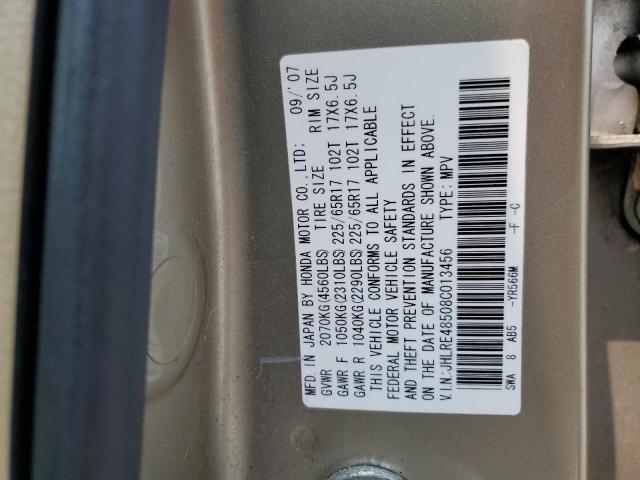 MFD. IN JAPAN BY HONDA MOTOR CO., LTD: 09/'07
GVWR 2070KG(4560LBS) TIRE SIZE RIM SIZE
GAWR F 1050KG(2310LBS) 225/65R17 102T 17X6.5J
GAWR R 1040KG(2290LBS) 225/65R17 102T 17X6.5J
THIS VEHICLE CONFORMS TO ALL APPLICABLE
FEDERAL MOTOR VEHICLE SAFETY
AND THEFT PREVENTION STANDARDS IN EFFECT
ON THE DATE OF MANUFACTURE SHOWN ABOVE.
V.I.N.:JHLRE48508C013456 TYPE: MPV
SWA 8 AB5 -YR566M -F -C